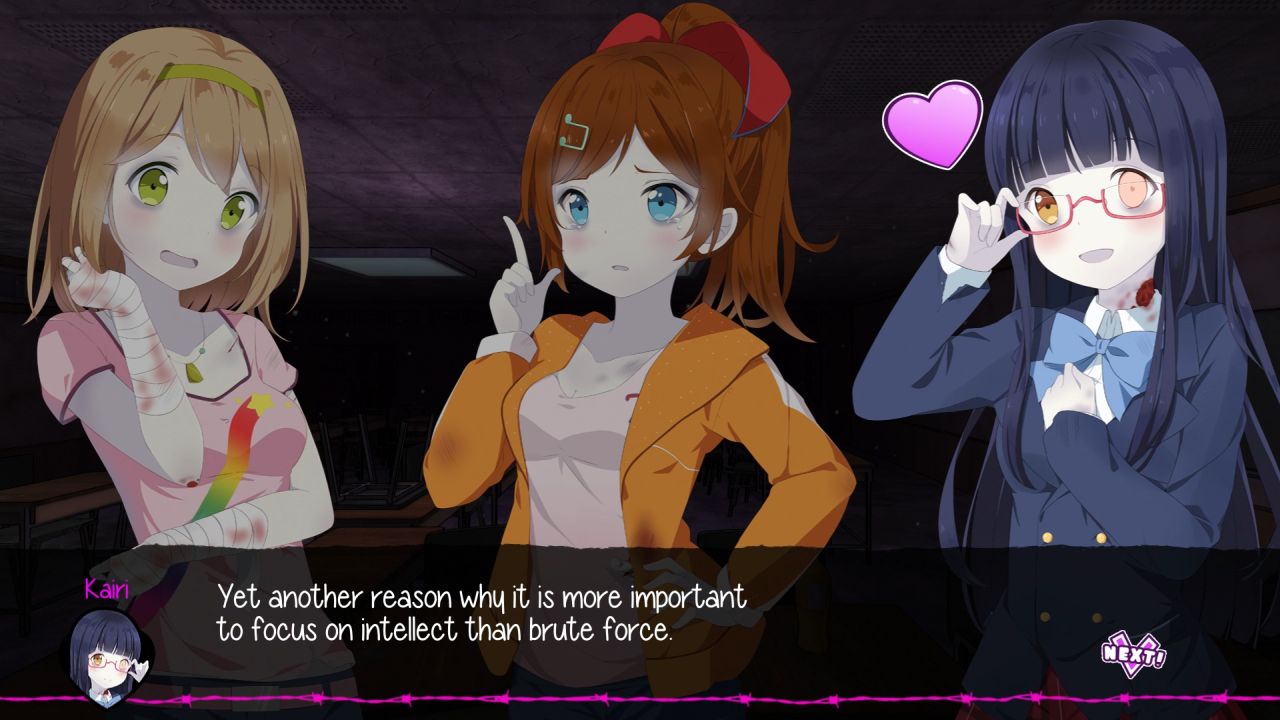 Kairi
Yet another reason why it is more important
to focus on intellect than brute force.
NEXT!